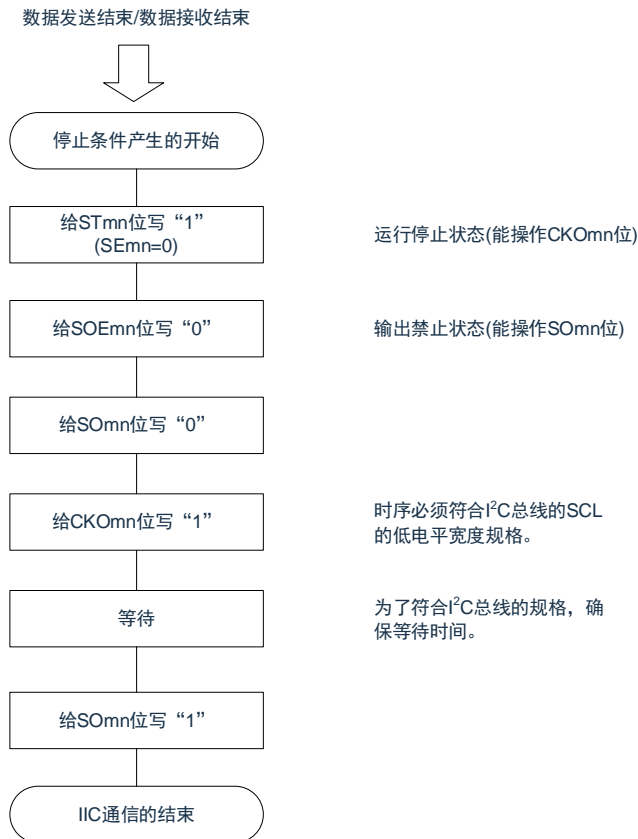 数据发送结束/数据接收结束
停止条件产生的开始
给STmn位写“1”
(SEmn=0)
运行停止状态(能操作CKOmn位)
给SOEmn位写“0”
输出禁止状态(能操作SOmn位)
给SOmn位写“0”
给CKOmn位写“1”
时序必须符合I²C总线的SCL
的低电平宽度规格。
等待
为了符合I²C总线的规格，确
保等待时间。
给SOmn位写“1”
IIC通信的结束